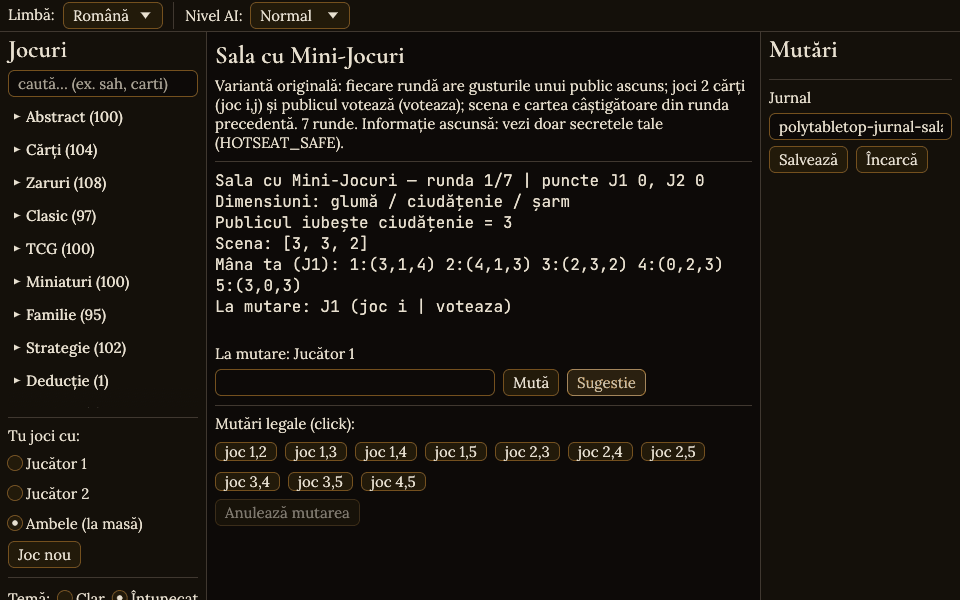 Limbă: Română ▼ Nivel AI: Normal ▼
Jocuri
caută... (ex. sah, carti)
▸ Abstract (100)
▸ Cărți (104)
▸ Zaruri (108)
▸ Clasic (97)
▸ TCG (100)
▸ Miniaturi (100)
▸ Familie (95)
▸ Strategie (102)
▸ Deducție (1)
Tu joci cu:
Jucător 1
Jucător 2
Ambele (la masă)
Joc nou
Temă: Clar Întunecat
Sala cu Mini-Jocuri
Variantă originală: fiecare rundă are gusturile unui public ascuns; joci 2 cărți
(joc i,j) și publicul votează (voteaza); scena e cartea câștigătoare din runda
precedentă. 7 runde. Informație ascunsă: vezi doar secretele tale
(HOTSEAT_SAFE).
Sala cu Mini-Jocuri — runda 1/7 | puncte J1 0, J2 0
Dimensiuni: glumă / ciudățenie / șarm
Publicul iubește ciudățenie = 3
Scena: [3, 3, 2]
Mâna ta (J1): 1:(3,1,4) 2:(4,1,3) 3:(2,3,2) 4:(0,2,3)
5:(3,0,3)
La mutare: J1 (joc i | voteaza)
La mutare: Jucător 1
Mută Sugestie
Mutări legale (click):
joc 1,2 joc 1,3 joc 1,4 joc 1,5 joc 2,3 joc 2,4 joc 2,5
joc 3,4 joc 3,5 joc 4,5
Anulează mutarea
Mutări
Jurnal
polytabletop-jurnal-sala
Salvează Încarcă